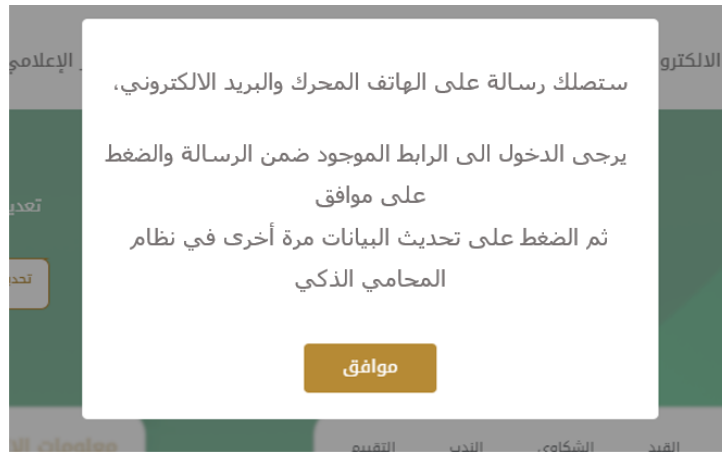 الالكترو
الإعلامي
ستصلك رسالة على الهاتف المحرك والبريد الالكتروني،
يرجى الدخول الى الرابط الموجود ضمن الرسالة والضغط
على موافق
ثم الضغط على تحديث البيانات مرة أخرى في نظام
المحامي الذكي
موافق
القيد الشكاوى الندب التقييم